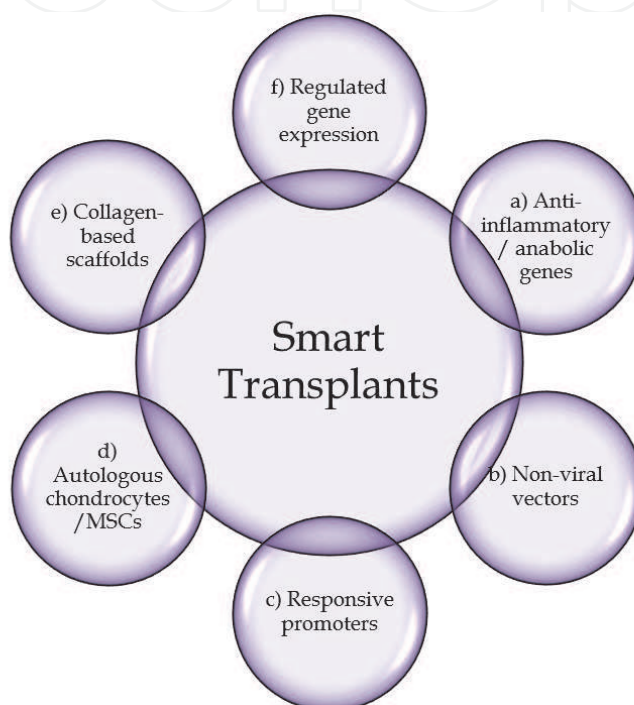 f) Regulated
gene
expression
a) Anti-
inflammatory
/ anabolic
genes
e) Collagen-
based
scaffolds
Smart
Transplants
b) Non-viral
vectors
d)
Autologous
chondrocytes
/MSCs
c) Responsive
promoters